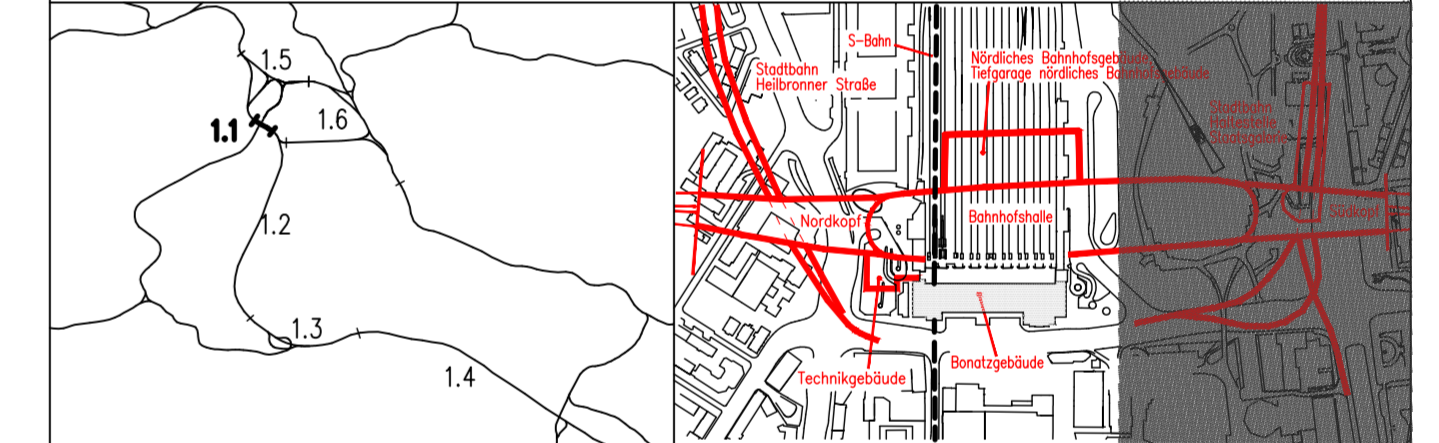 1.5
1.1
1.6
1.2
1.3
1.4
S-Bahn
Stadtbahn
Heilbronner Straße
Nördliches Bahnhofsgebäude,
Tiefgarage nördliches Bahnhofsgebäude
Stadtbahn
Haltestelle
Staatsgalerie
Nordkopf
Bahnhofshalle
Südkopf
Technikgebäude
Bonatzgebäude